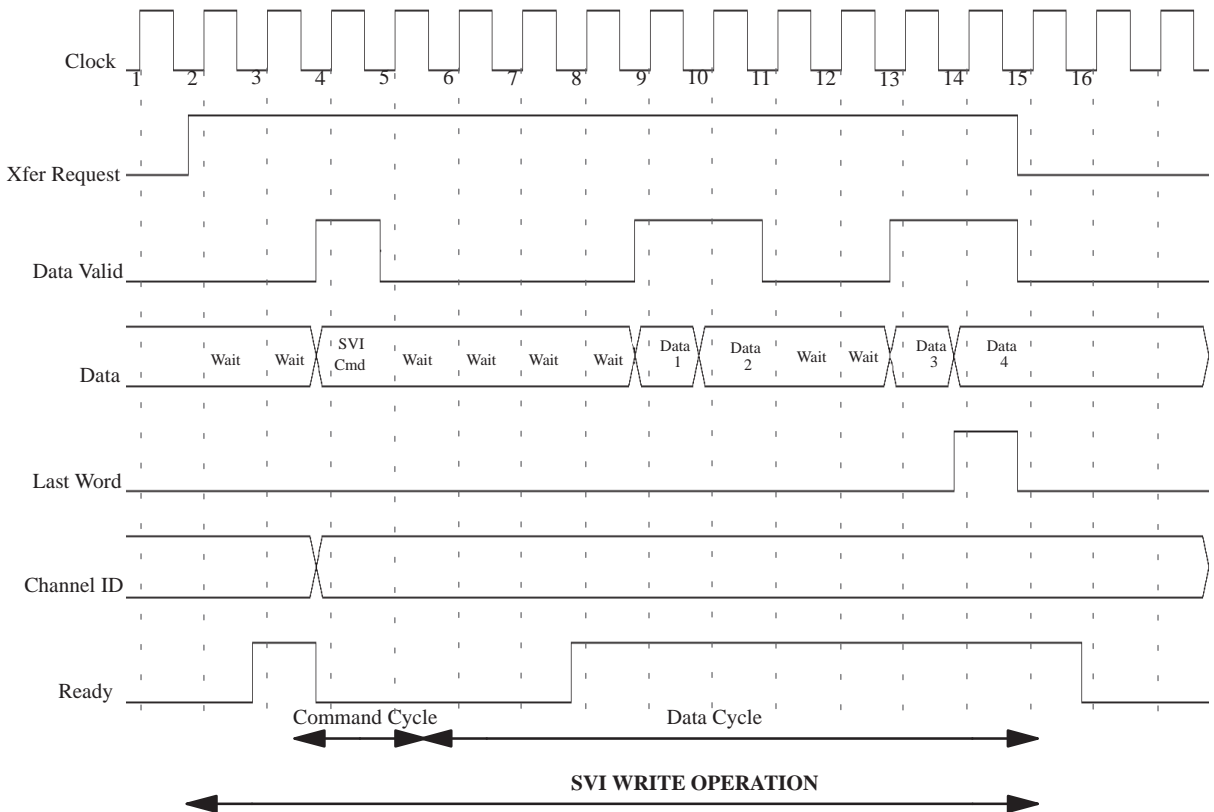 Clock
1 2 3 4 5 6 7 8 9 10 11 12 13 14 15 16
Xfer Request
Data Valid
Data
Wait Wait SVI Cmd Wait Wait Wait Wait Data 1 Data 2 Wait Wait Data 3 Data 4
Last Word
Channel ID
Ready
Command Cycle Data Cycle
SVI WRITE OPERATION